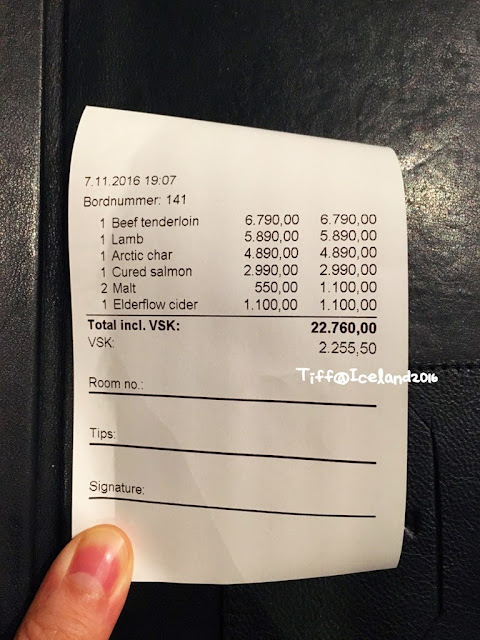 7.11.2016 19:07
Bordnummer: 141
1 Beef tenderloin 6.790,00 6.790,00
1 Lamb 5.890,00 5.890,00
1 Arctic char 4.890,00 4.890,00
1 Cured salmon 2.990,00 2.990,00
2 Malt 550,00 1.100,00
1 Elderflow cider 1.100,00 1.100,00
Total incl. VSK: 22.760,00
VSK: 2.255,50
Tiff@Iceland2016
Room no.:
Tips:
Signature: